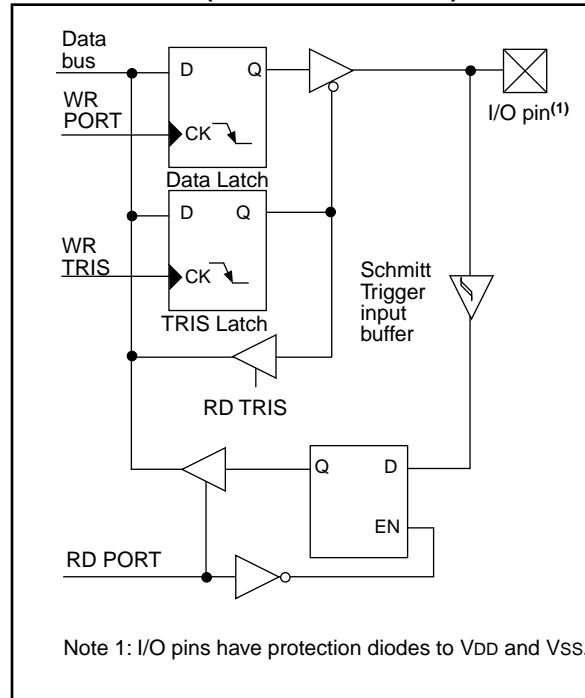 Data
bus
D Q
WR
PORT
CK
I/O pin(1)
Data Latch
D Q
WR
TRIS
CK
Schmitt
Trigger
input
buffer
TRIS Latch
RD TRIS
Q D
EN
RD PORT
Note 1: I/O pins have protection diodes to VDD and VSS.